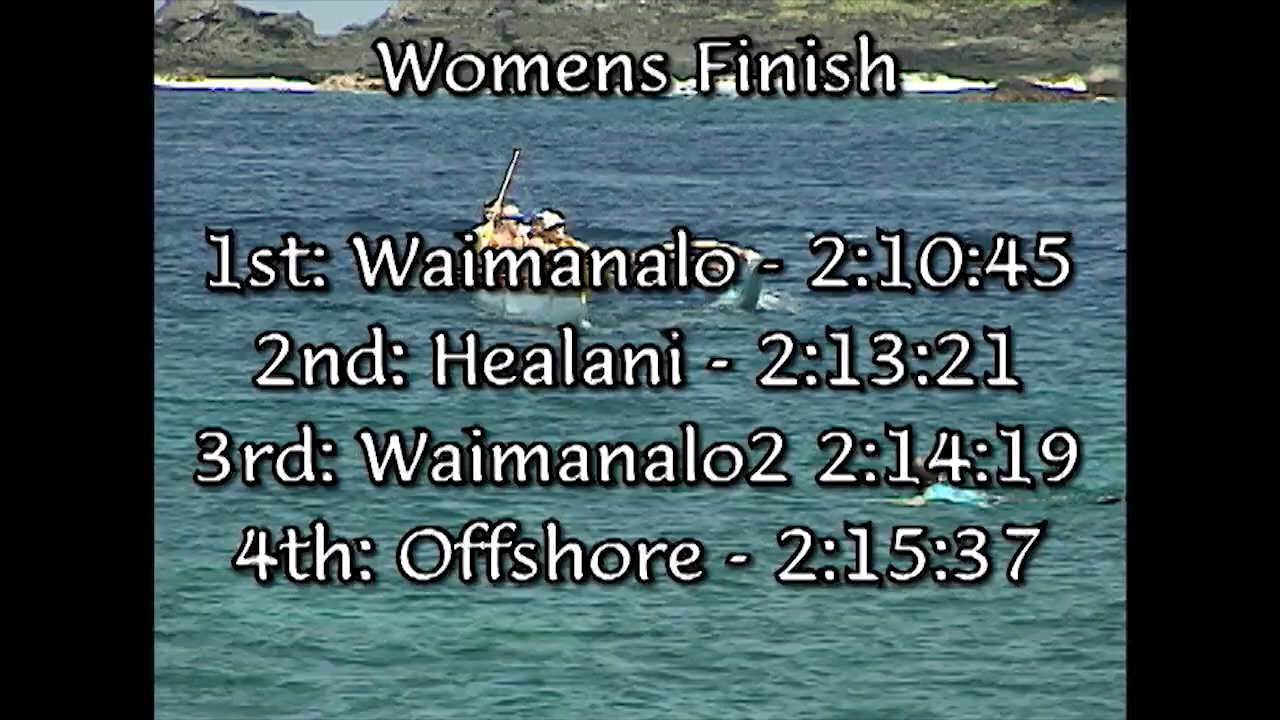 Womens Finish
1st: Waimanalo - 2:10:45
2nd: Healani - 2:13:21
3rd: Waimanalo2 2:14:19
4th: Offshore - 2:15:37